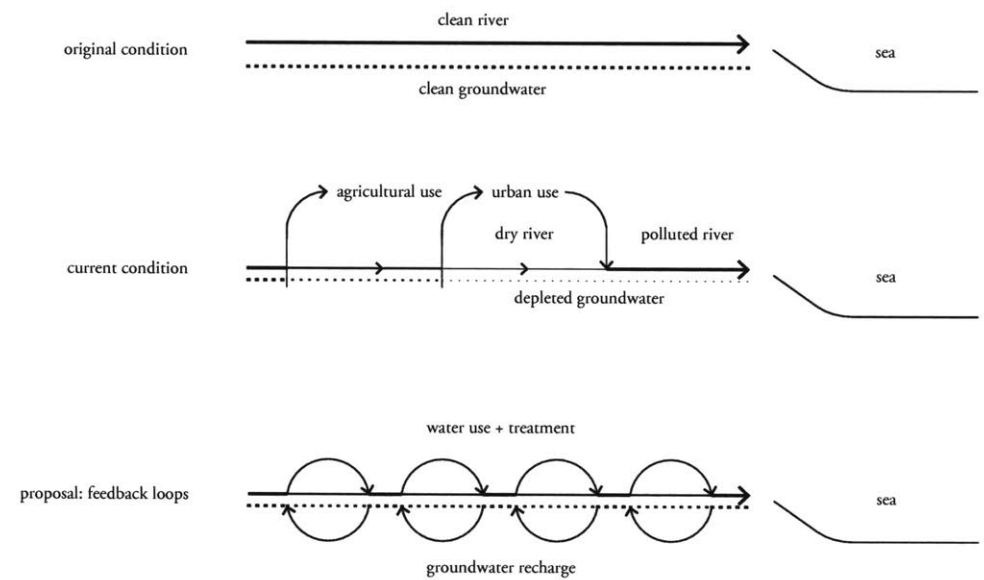 clean river
original condition
sea
clean groundwater
agricultural use
urban use
dry river
polluted river
current condition
sea
depleted groundwater
water use + treatment
proposal: feedback loops
sea
groundwater recharge